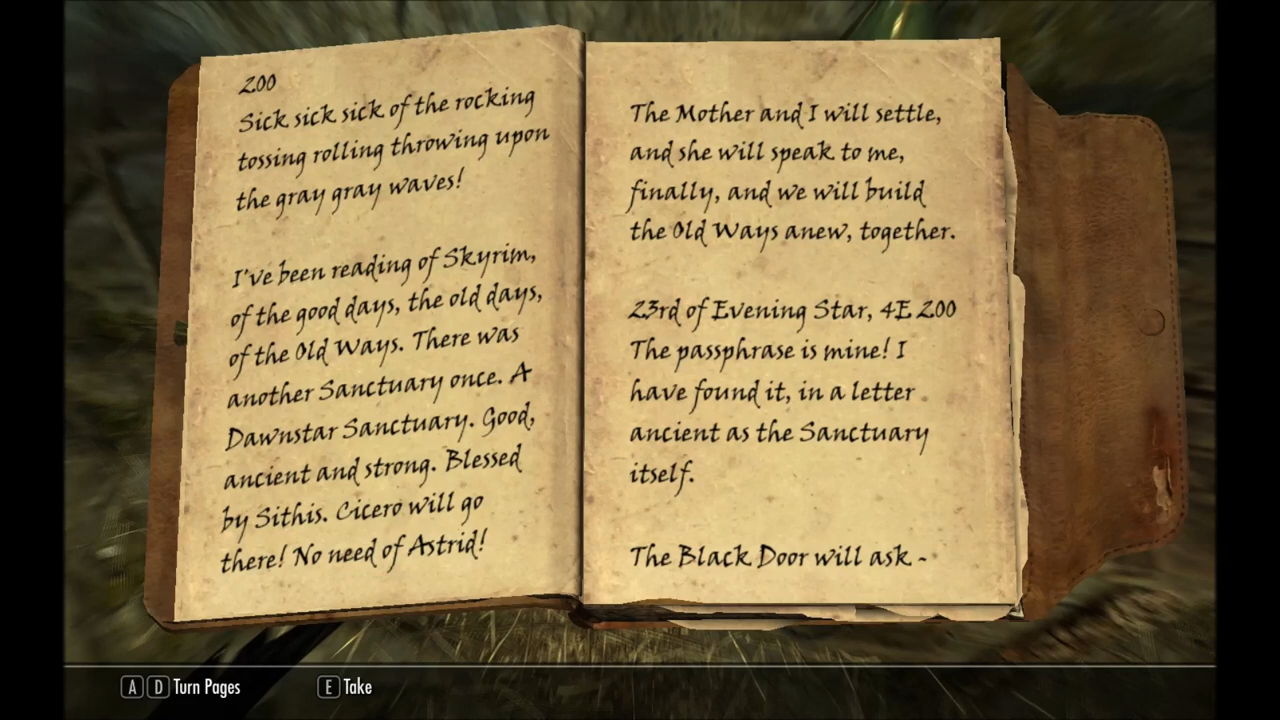 200
Sick sick sick of the rocking
tossing rolling throwing upon
the gray gray waves!
I've been reading of Skyrim,
of the good days, the old days,
of the Old Ways. There was
another Sanctuary once. A
Dawnstar Sanctuary. Good,
ancient and strong. Blessed
by Sithis. Cicero will go
there! No need of Astrid!
The Mother and I will settle,
and she will speak to me,
finally, and we will build
the Old Ways anew, together.
23rd of Evening Star, 4E 200
The passphrase is mine! I
have found it, in a letter
ancient as the Sanctuary
itself.
The Black Door will ask -
A D Turn Pages E Take